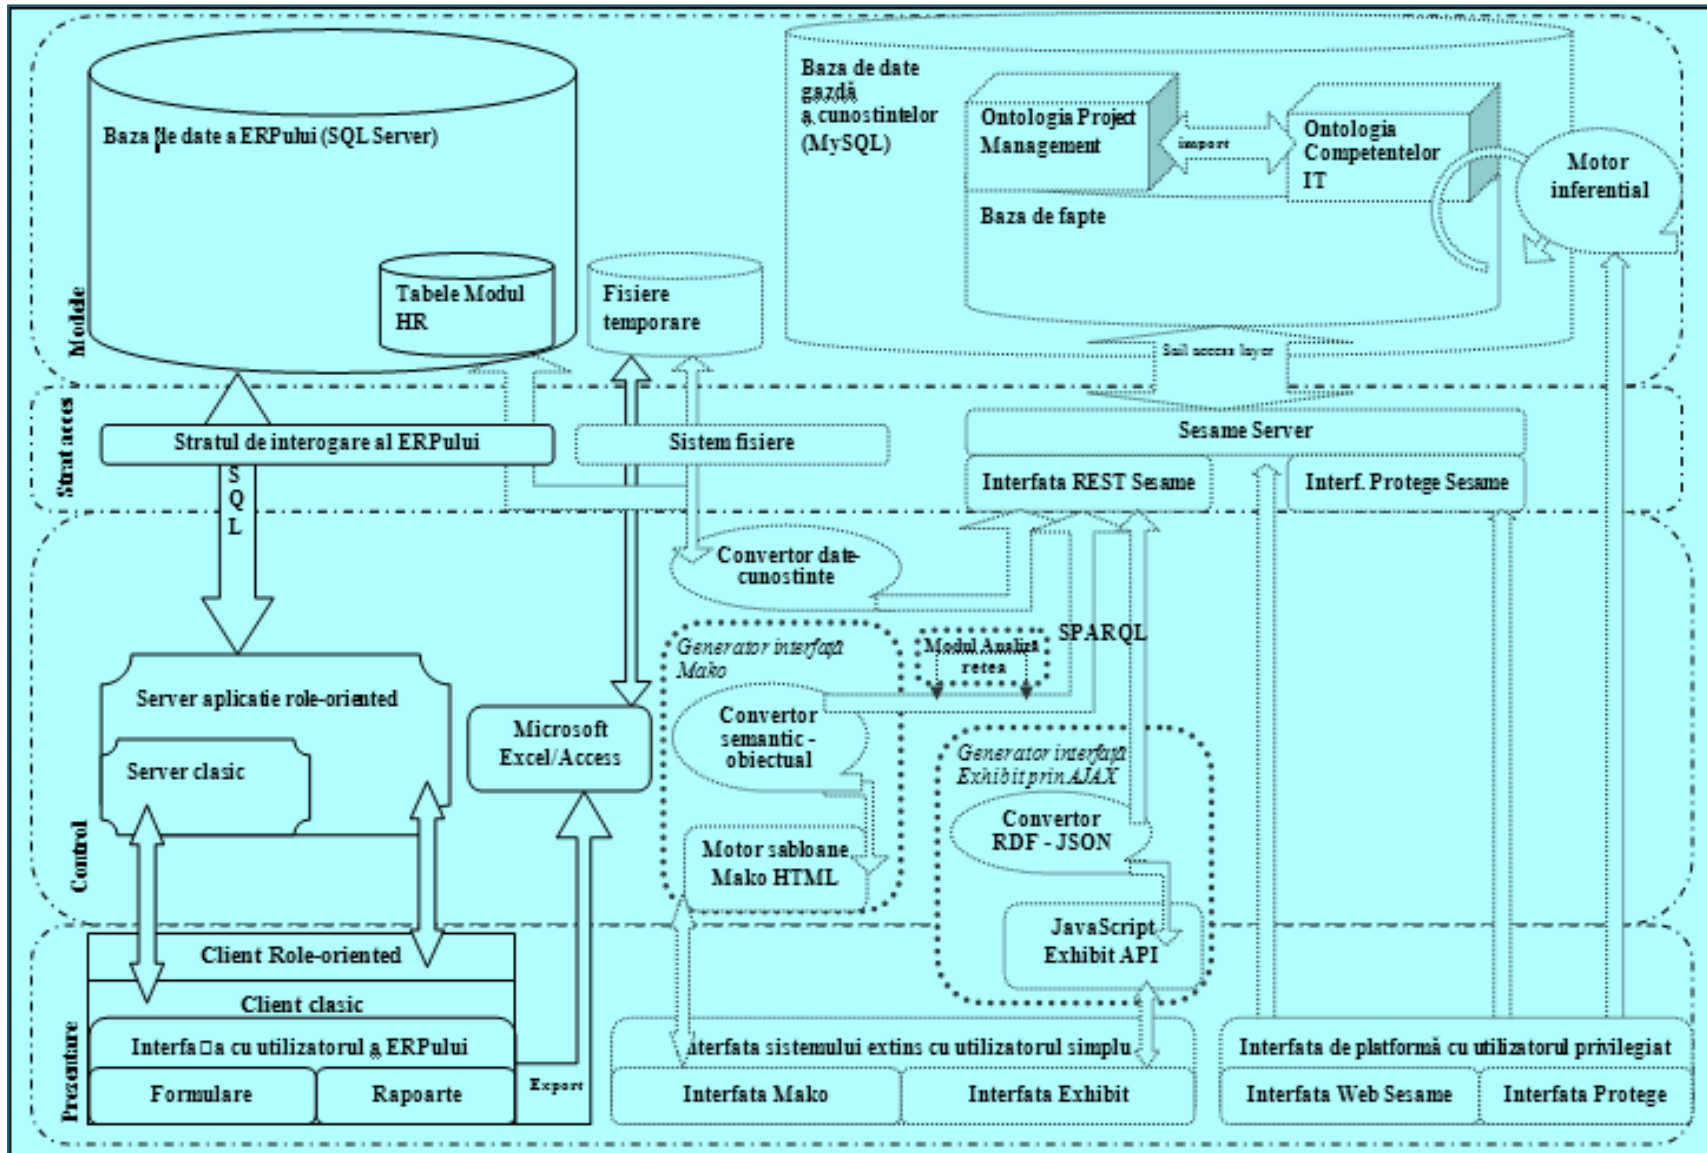 Modele
Baza de date a ERPului (SQL Server)
Tabele Modul
HR
Fisiere
temporare
Baza de date
gazdă
a cunostintelor
(MySQL)
Ontologia Project
Management
import
Ontologia
Competentelor
IT
Baza de fapte
Motor
inferential
Sail access layer
Strat acces
Stratul de interogare al ERPului
Sistem fisiere
Sesame Server
Interfata REST Sesame
Interf. Protege Sesame
SQL
Control
Convertor date-
cunostinte
SPARQL
Generator interfață
Mako
Modul Analiză
retea
Server aplicatie role-oriented
Server clasic
Microsoft
Excel/Access
Convertor
semantic -
obiectual
Generator interfață
Exhibit prin AJAX
Convertor
RDF - JSON
Motor sabloane
Mako HTML
JavaScript
Exhibit API
Prezentare
Client Role-oriented
Client clasic
cu utilizatorul a ERPului
Formulare
Rapoarte
Export
Interfata sistemului extins cu utilizatorul simplu
Interfata Mako
Interfata Exhibit
Interfata de platformă cu utilizatorul privilegiat
Interfata Web Sesame
Interfata Protege